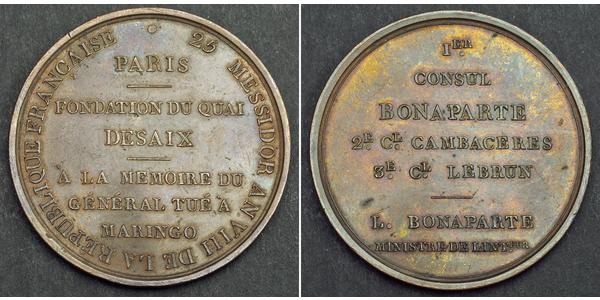 25 MESSIDOR AN VIII DE LA RÉPUBLIQUE FRANÇAISE
PARIS
FONDATION DU QUAI
DESAIX
A LA MEMOIRE DU
GÉNÉRAL TUÉ A
MARINGO
1ER
CONSUL
BONAPARTE
2E. CL. CAMBACERES
3E. CL. LEBRUN
L. BONAPARTE
MINISTRE DE L'INTEUR